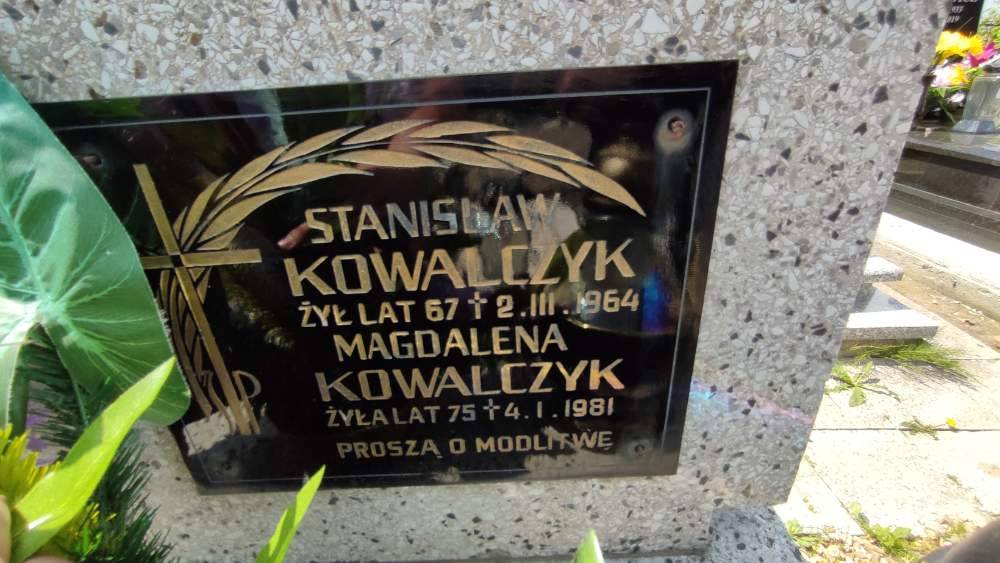 STANISŁAW
KOWALCZYK
ŻYŁ LAT 67 † 2.III.1964
MAGDALENA
KOWALCZYK
ŻYŁA LAT 75 † 4.I.1981
PROSZĄ O MODLITWĘ